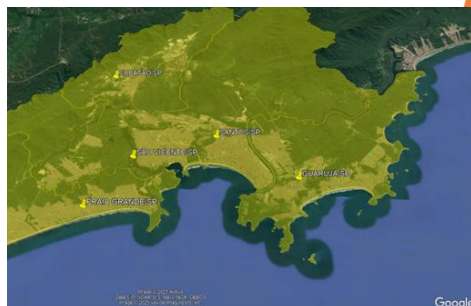 CUBATÃO/SP
SANTOS/SP
SÃO VICENTE/SP
GUARUJÁ/SP
PRAIA GRANDE/SP
Google